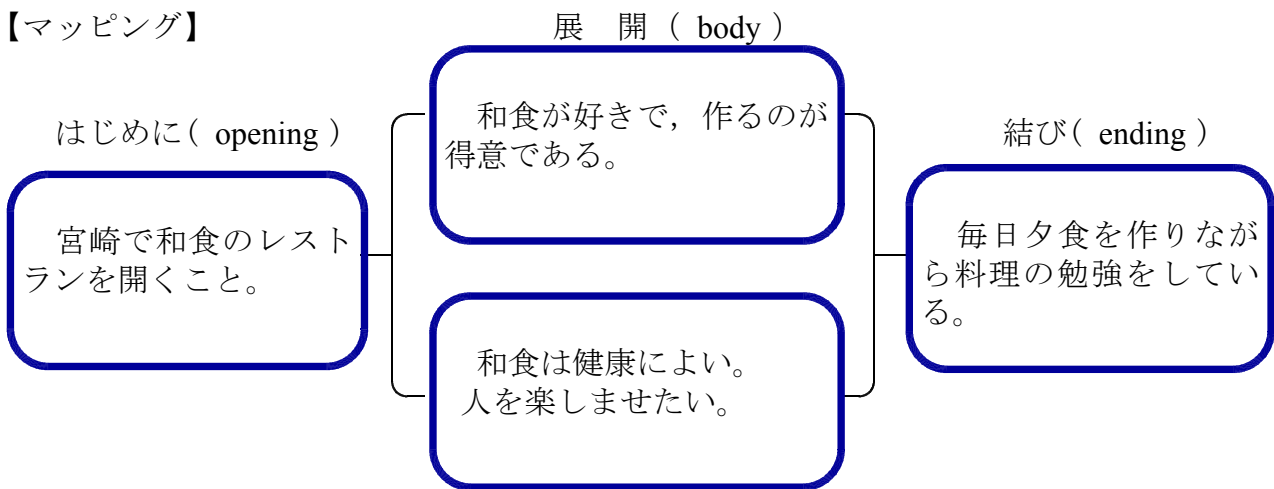 【マッピング】
展　開（ body ）
はじめに（ opening ）
宮崎で和食のレスト
ランを開くこと。
和食が好きで，作るのが
得意である。
和食は健康によい。
人を楽しませたい。
結び（ ending ）
毎日夕食を作りなが
ら料理の勉強をしてい
る。